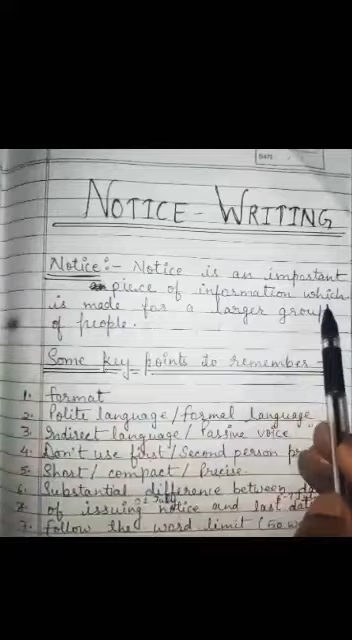 DATE
NOTICE - WRITING
Notice :- Notice is an important
piece of information which
is made for a larger group
of people.
Some key points to remember -
1. format
2. Polite language / formal language
3. Indirect language / Passive voice
4. Don't use first / Second person
5. Short / compact / Precise.
6. Substantial difference between
of issuing notice and last date
7. follow the word limit (50